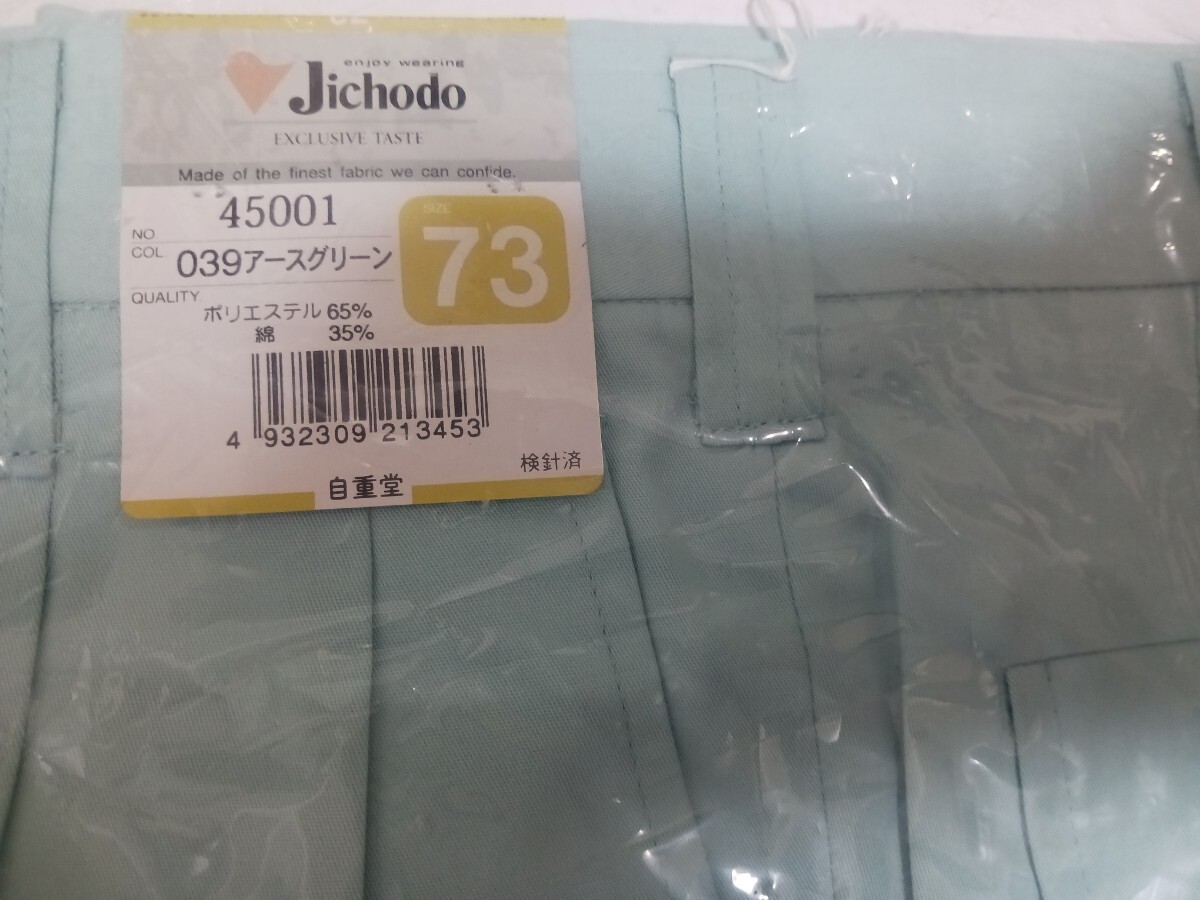 enjoy wearing
Jichodo
EXCLUSIVE TASTE
Made of the finest fabric we can confide.
NO. 45001
COL. 039アースグリーン
SIZE
73
QUALITY
ポリエステル 65%
綿 35%
4 932309 213453
検針済
自重堂